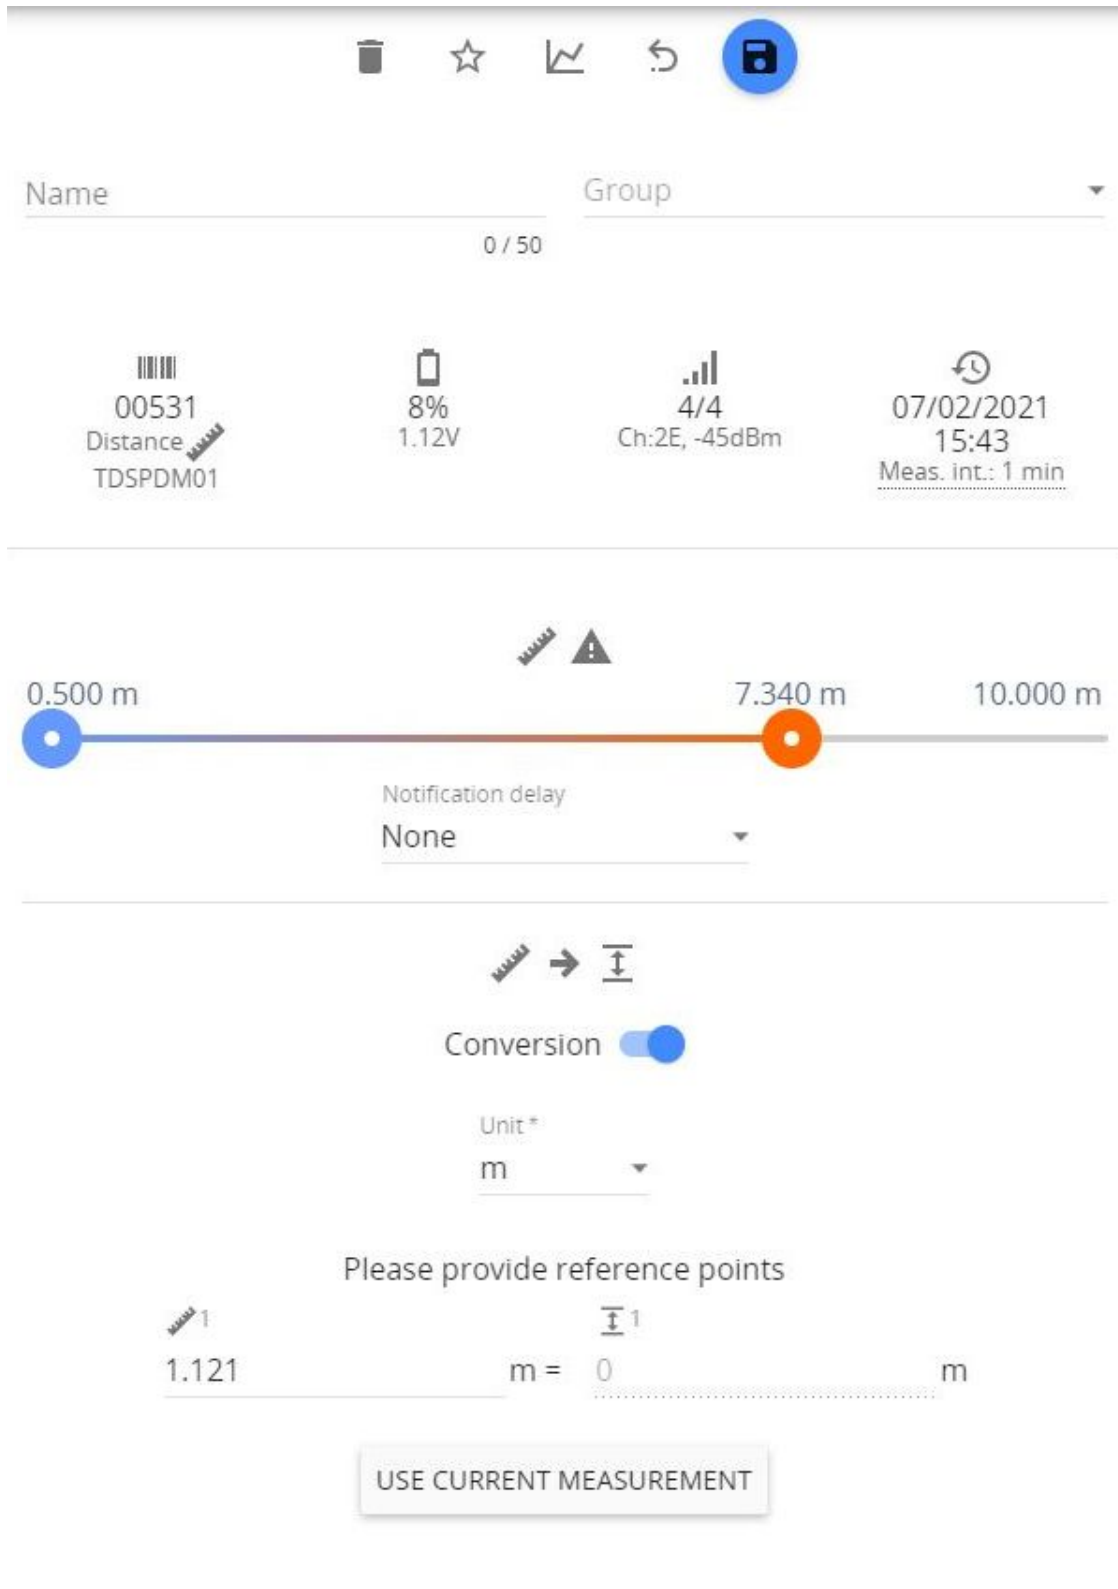 Name
Group
0 / 50
00531
Distance
TDSPDM01
8%
1.12V
4/4
Ch:2E, -45dBm
07/02/2021
15:43
Meas. int.: 1 min
0.500 m
7.340 m
10.000 m
Notification delay
None
Conversion
Unit *
m
Please provide reference points
1
1
1.121 m = 0 m
USE CURRENT MEASUREMENT